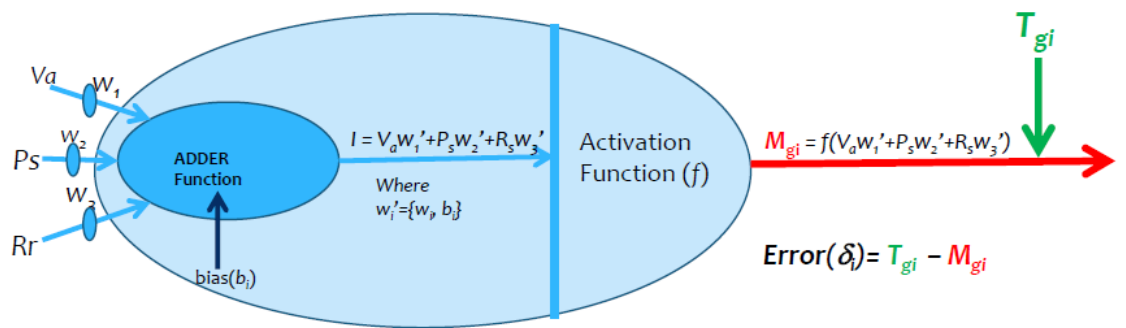 Va
W1
W2
Ps
W3
Rr
ADDER
Function
bias(bi)
I = Vaw1'+Psw2'+Rsw3'
Where
wi'={wi, bi}
Activation
Function (f)
Tgi
Mgi = f(Vaw1'+Psw2'+Rsw3')
Error(δi)= Tgi – Mgi